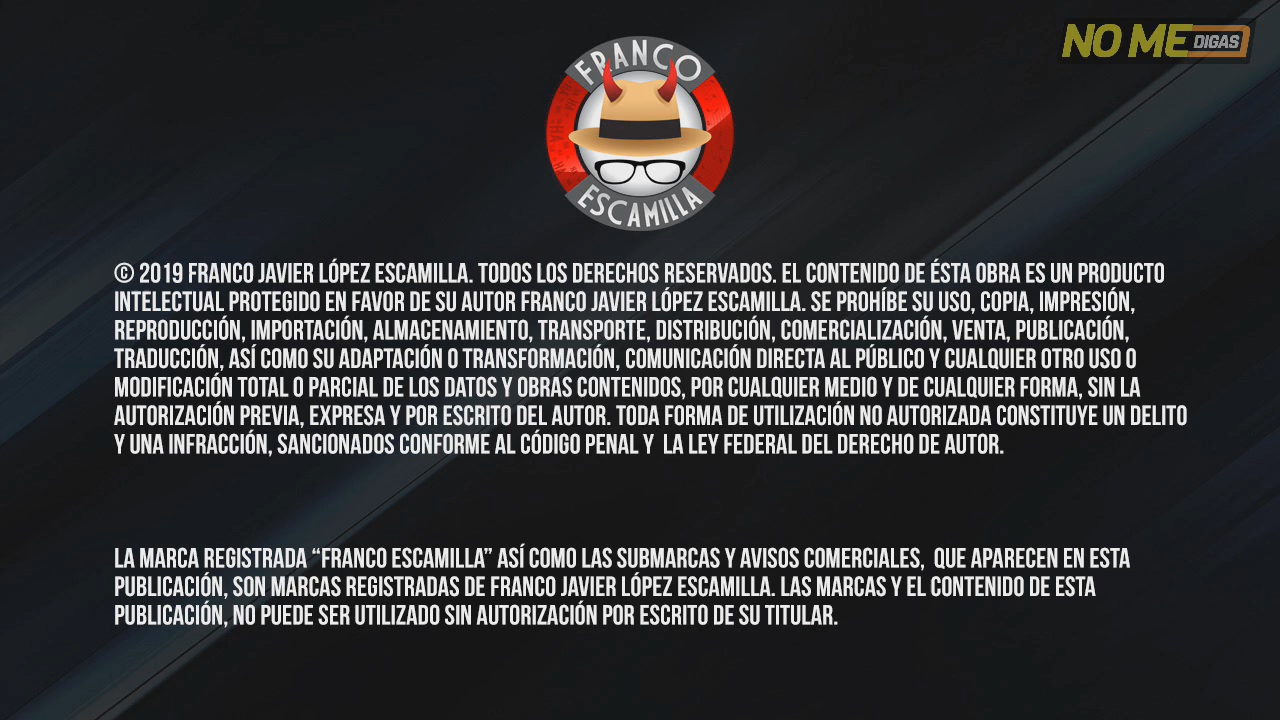 NO ME DIGAS
FRANCO
ESCAMILLA
© 2019 FRANCO JAVIER LÓPEZ ESCAMILLA. TODOS LOS DERECHOS RESERVADOS. EL CONTENIDO DE ÉSTA OBRA ES UN PRODUCTO
INTELECTUAL PROTEGIDO EN FAVOR DE SU AUTOR FRANCO JAVIER LÓPEZ ESCAMILLA. SE PROHÍBE SU USO, COPIA, IMPRESIÓN,
REPRODUCCIÓN, IMPORTACIÓN, ALMACENAMIENTO, TRANSPORTE, DISTRIBUCIÓN, COMERCIALIZACIÓN, VENTA, PUBLICACIÓN,
TRADUCCIÓN, ASÍ COMO SU ADAPTACIÓN O TRANSFORMACIÓN, COMUNICACIÓN DIRECTA AL PÚBLICO Y CUALQUIER OTRO USO O
MODIFICACIÓN TOTAL O PARCIAL DE LOS DATOS Y OBRAS CONTENIDOS, POR CUALQUIER MEDIO Y DE CUALQUIER FORMA, SIN LA
AUTORIZACIÓN PREVIA, EXPRESA Y POR ESCRITO DEL AUTOR. TODA FORMA DE UTILIZACIÓN NO AUTORIZADA CONSTITUYE UN DELITO
Y UNA INFRACCIÓN, SANCIONADOS CONFORME AL CÓDIGO PENAL Y LA LEY FEDERAL DEL DERECHO DE AUTOR.
LA MARCA REGISTRADA “FRANCO ESCAMILLA” ASÍ COMO LAS SUBMARCAS Y AVISOS COMERCIALES, QUE APARECEN EN ESTA
PUBLICACIÓN, SON MARCAS REGISTRADAS DE FRANCO JAVIER LÓPEZ ESCAMILLA. LAS MARCAS Y EL CONTENIDO DE ESTA
PUBLICACIÓN, NO PUEDE SER UTILIZADO SIN AUTORIZACIÓN POR ESCRITO DE SU TITULAR.